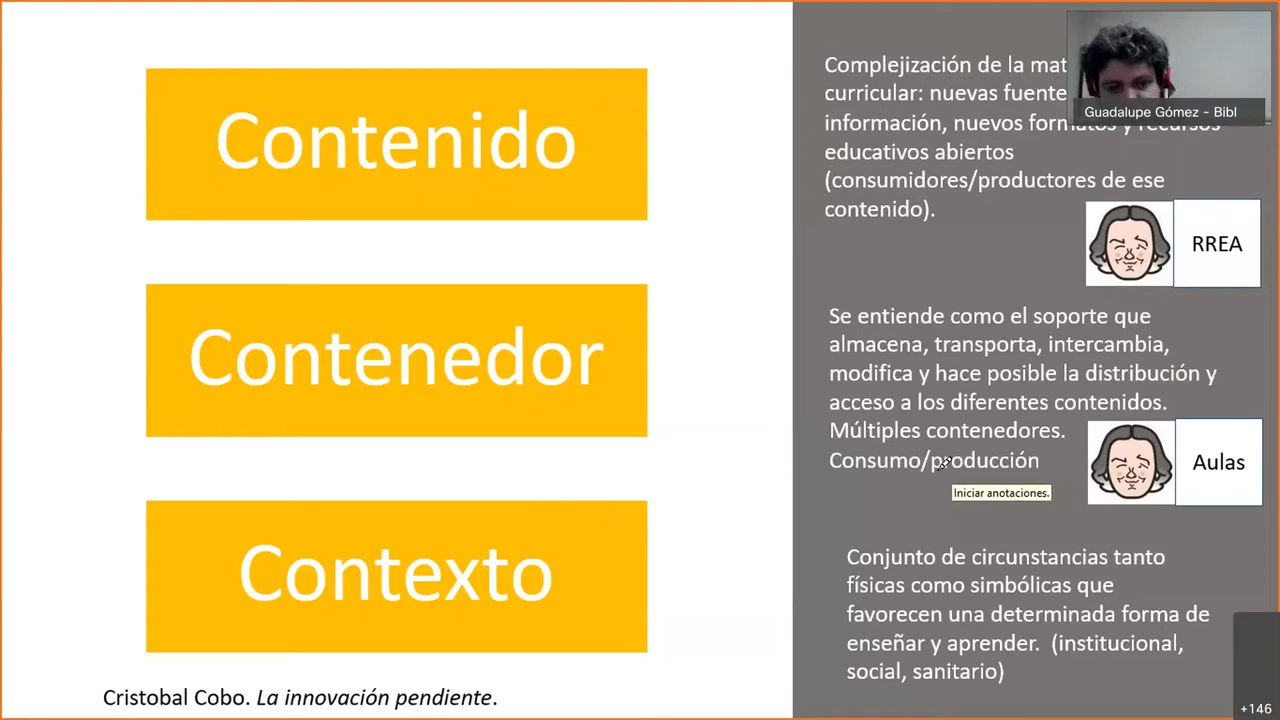 Contenido
Contenedor
Contexto
Cristobal Cobo. La innovación pendiente.
Complejización de la mat
curricular: nuevas fuente
información, nuevos formatos y recursos
educativos abiertos
(consumidores/productores de ese
contenido).
Guadalupe Gómez - Bibl
RREA
Se entiende como el soporte que
almacena, transporta, intercambia,
modifica y hace posible la distribución y
acceso a los diferentes contenidos.
Múltiples contenedores.
Consumo/producción
Iniciar anotaciones.
Aulas
Conjunto de circunstancias tanto
físicas como simbólicas que
favorecen una determinada forma de
enseñar y aprender. (institucional,
social, sanitario)
+146